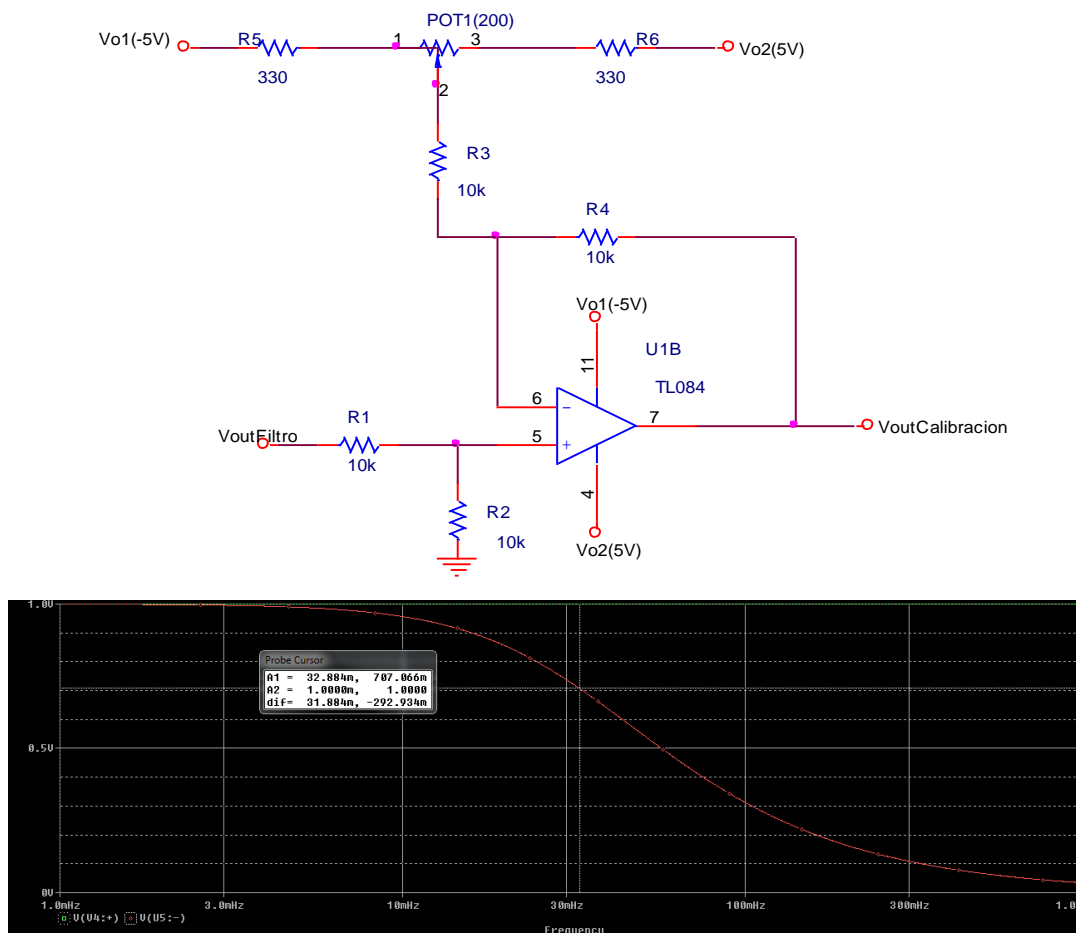 POT1(200)
Vo1(-5V)
R5
1
3
R6
Vo2(5V)
330
330
2
R3
10k
R4
10k
Vo1(-5V)
11
U1B
TL084
6
7
VoutCalibracion
R1
VoutFiltro
5
10k
4
R2
10k
Vo2(5V)
1.0V
Probe Cursor
A1 = 32.884m, 707.066m
A2 = 1.0000m, 1.0000
dif= 31.884m, -292.934m
0.5V
0V
1.0mHz 3.0mHz 10mHz 30mHz 100mHz 300mHz 1.0
V(V4:+) V(U5:-)
Frequency